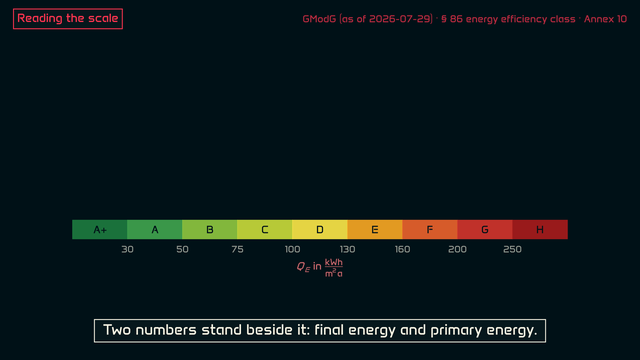 Reading the scale
GModG (as of 2026-07-29) · § 86 energy efficiency class · Annex 10
A+ A B C D E F G H
30 50 75 100 130 160 200 250
Q_E in kWh/m²a
Two numbers stand beside it: final energy and primary energy.